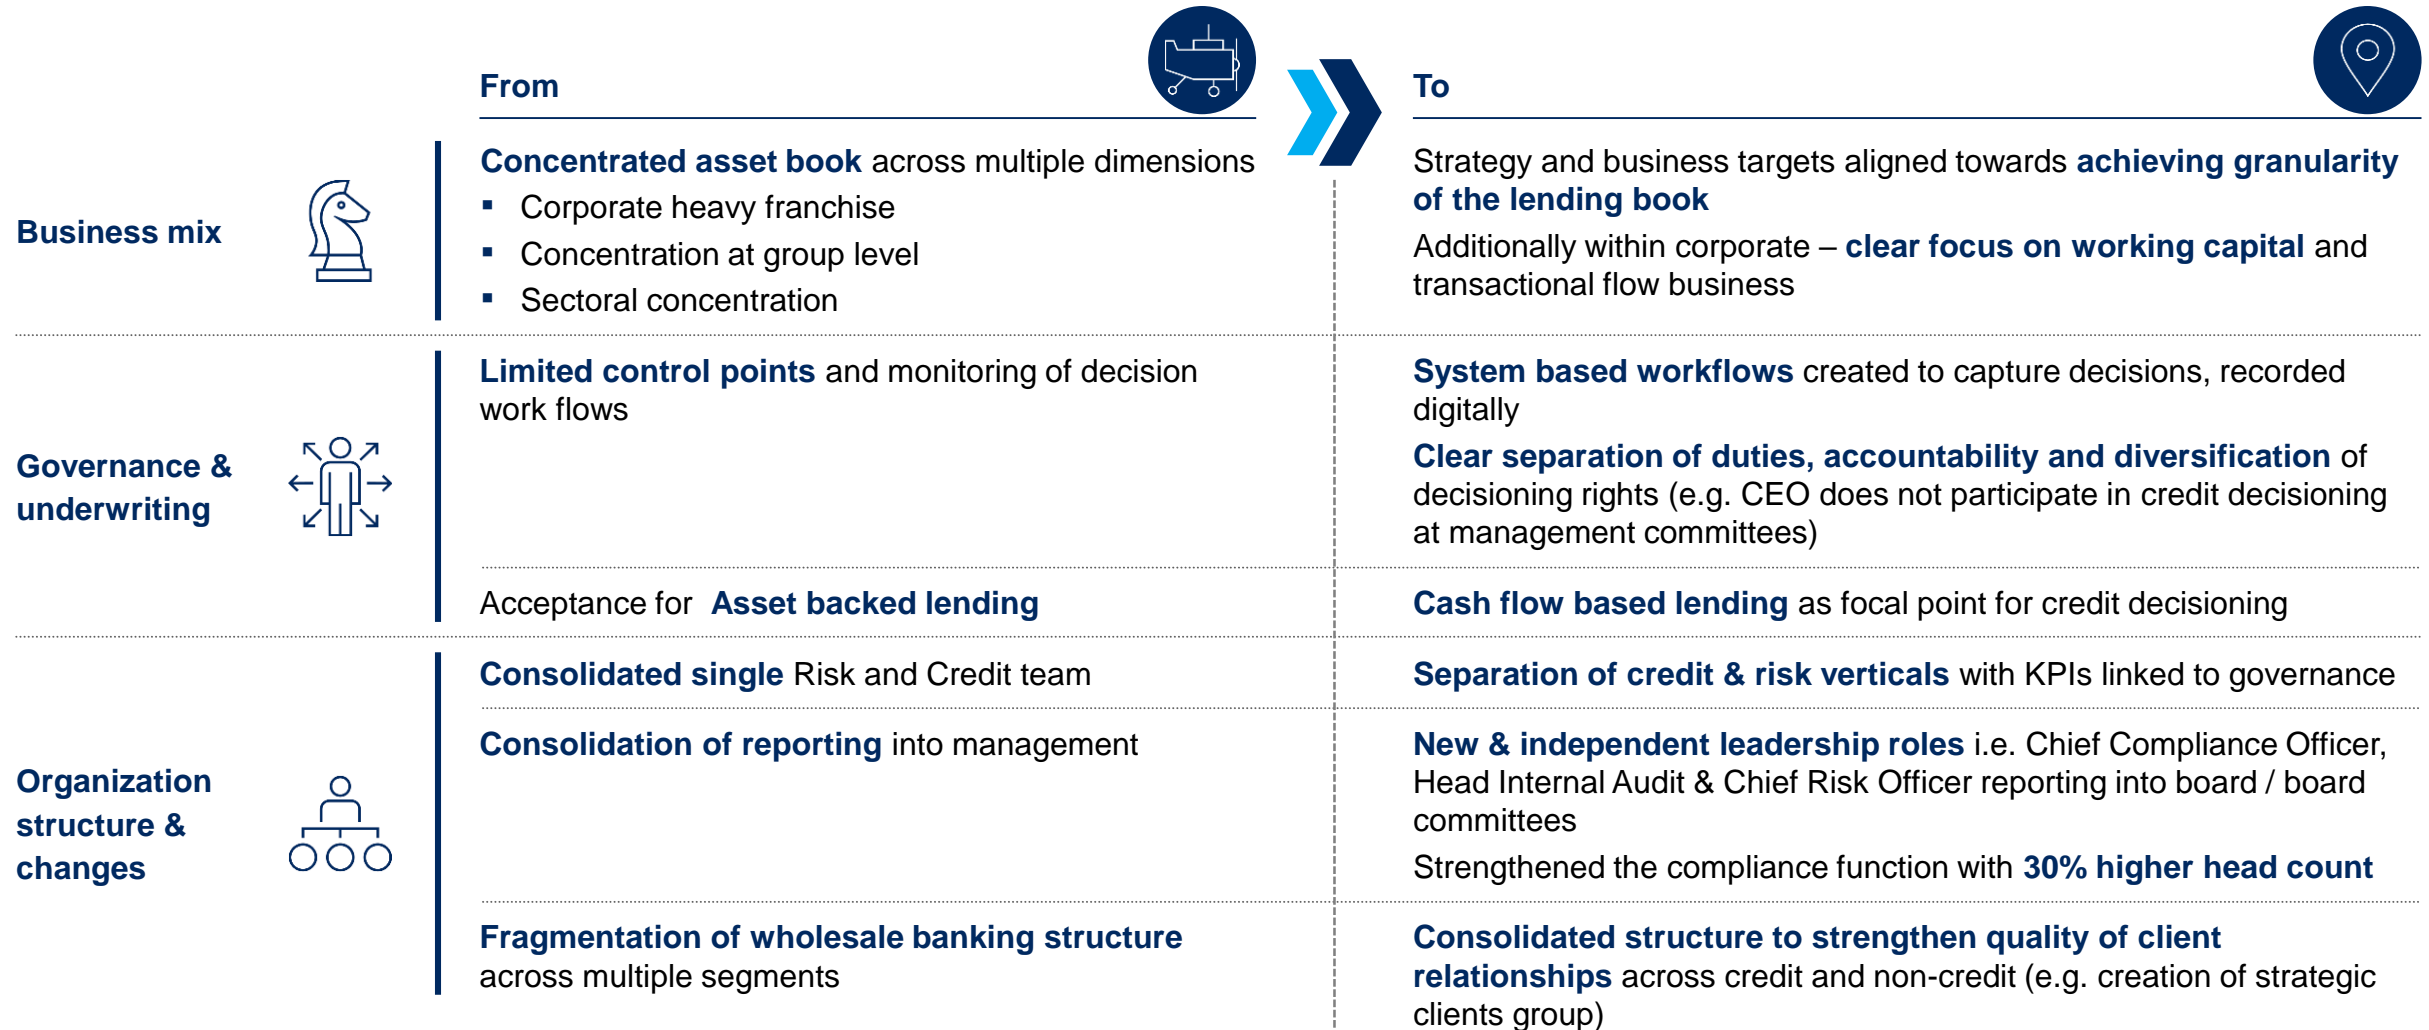 From
To
Business mix
Concentrated asset book across multiple dimensions
▪ Corporate heavy franchise
▪ Concentration at group level
▪ Sectoral concentration
Strategy and business targets aligned towards achieving granularity
of the lending book
Additionally within corporate – clear focus on working capital and
transactional flow business
Governance &
underwriting
Limited control points and monitoring of decision
work flows
System based workflows created to capture decisions, recorded
digitally
Clear separation of duties, accountability and diversification of
decisioning rights (e.g. CEO does not participate in credit decisioning
at management committees)
Acceptance for Asset backed lending
Cash flow based lending as focal point for credit decisioning
Organization
structure &
changes
Consolidated single Risk and Credit team
Separation of credit & risk verticals with KPIs linked to governance
Consolidation of reporting into management
New & independent leadership roles i.e. Chief Compliance Officer,
Head Internal Audit & Chief Risk Officer reporting into board / board
committees
Strengthened the compliance function with 30% higher head count
Fragmentation of wholesale banking structure
across multiple segments
Consolidated structure to strengthen quality of client
relationships across credit and non-credit (e.g. creation of strategic
clients group)